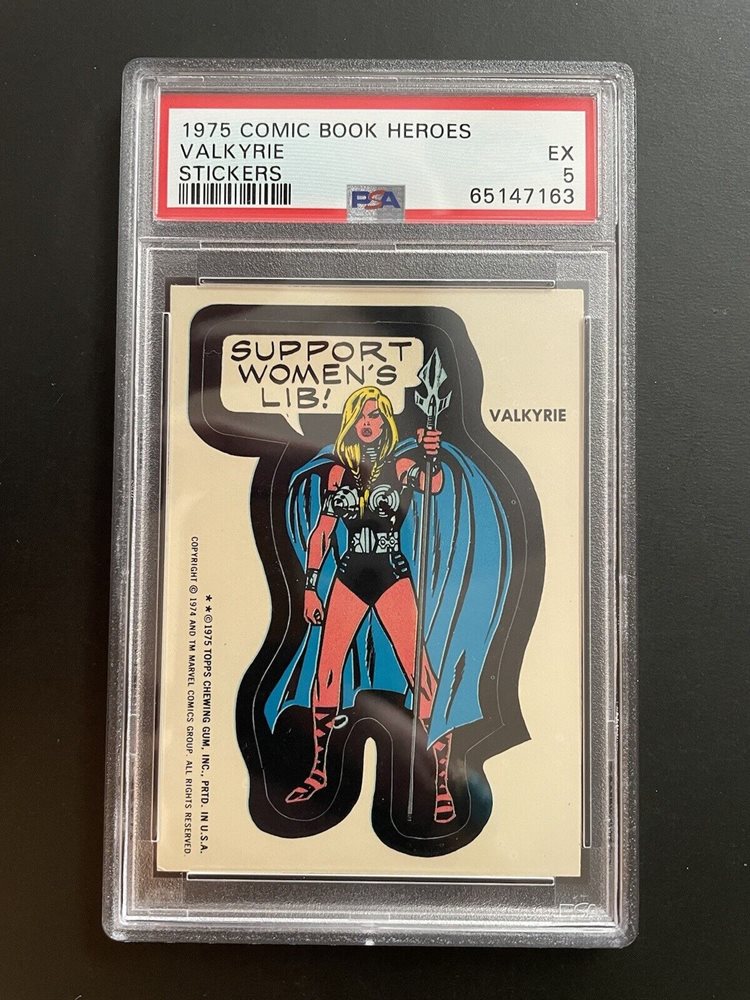 1975 COMIC BOOK HEROES
VALKYRIE
EX
STICKERS
5
PSA
65147163
SUPPORT
WOMEN'S
LIB!
VALKYRIE
★★©1975 TOPPS CHEWING GUM, INC., PRTD. IN U.S.A.
COPYRIGHT © 1974 AND TM MARVEL COMICS GROUP. ALL RIGHTS RESERVED.
PSA